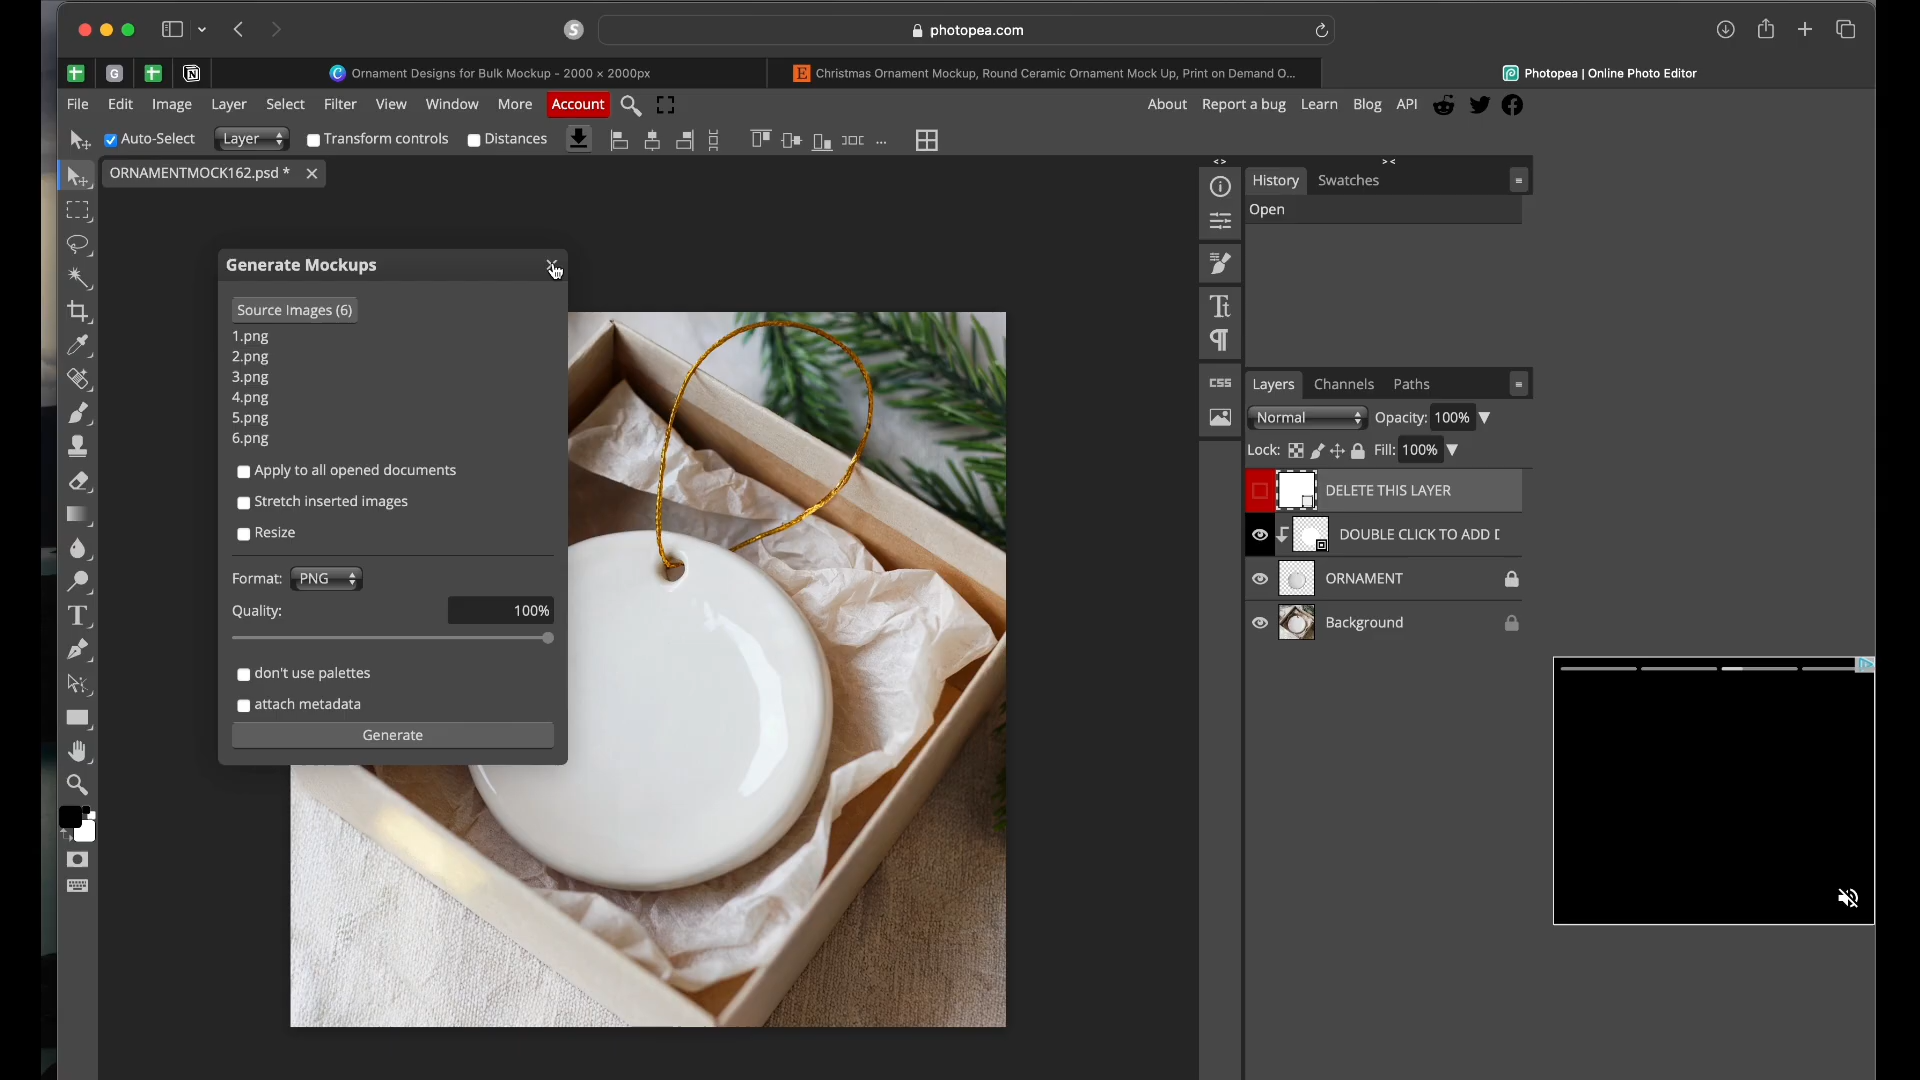 photopea.com
Ornament Designs for Bulk Mockup - 2000 × 2000px
Christmas Ornament Mockup, Round Ceramic Ornament Mock Up, Print on Demand O...
Photopea | Online Photo Editor
File Edit Image Layer Select Filter View Window More Account
About Report a bug Learn Blog API
Auto-Select Layer Transform controls Distances ...
ORNAMENTMOCK162.psd *
History Swatches
Open
Generate Mockups
Source Images (6)
1.png
2.png
3.png
4.png
5.png
6.png
Apply to all opened documents
Stretch inserted images
Resize
Format: PNG
Quality: 100%
don't use palettes
attach metadata
Generate
CSS
Layers Channels Paths
Normal Opacity: 100%
Lock: Fill: 100%
DELETE THIS LAYER
DOUBLE CLICK TO ADD D
ORNAMENT
Background